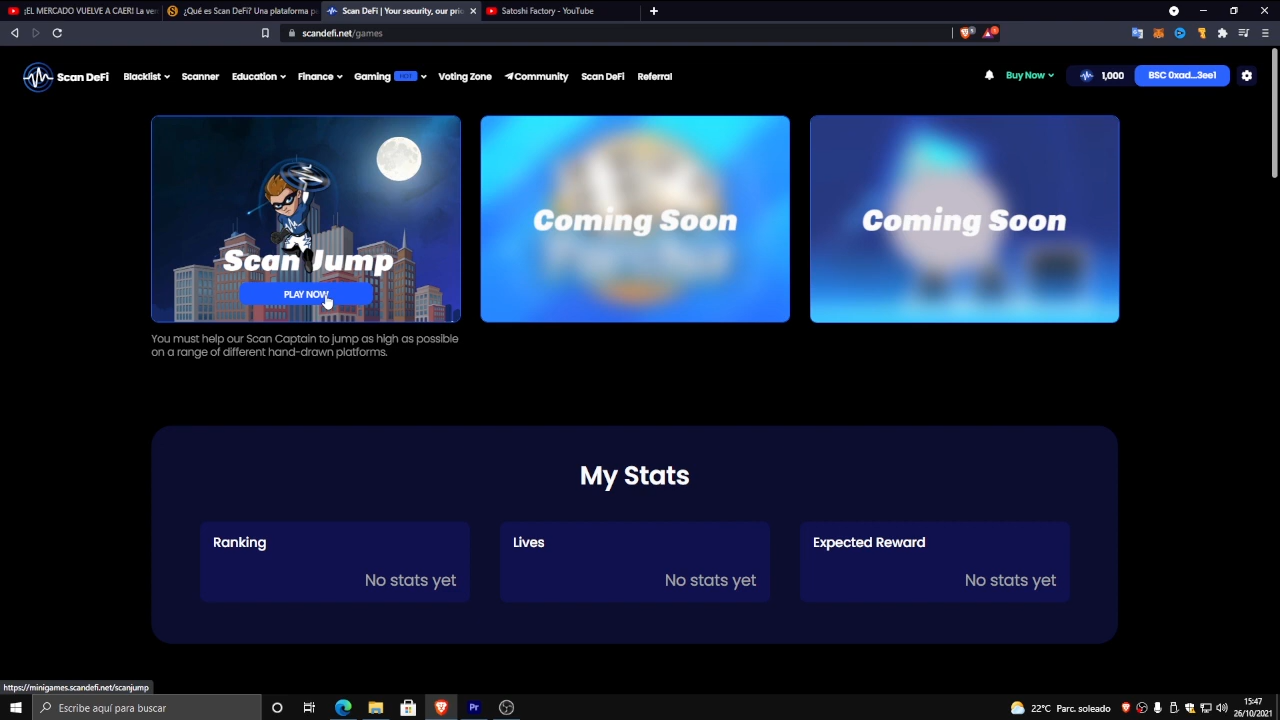 ¡EL MERCADO VUELVE A CAER! La ver
¿Qué es Scan DeFi? Una plataforma p
Scan DeFi | Your security, our prio
Satoshi Factory - YouTube
scandefi.net/games
Scan DeFi
Blacklist
Scanner
Education
Finance
Gaming
HOT
Voting Zone
Community
Scan DeFi
Referral
Buy Now
1,000
BSC 0xad...3ee1
Scan Jump
PLAY NOW
Coming Soon
Coming Soon
You must help our Scan Captain to jump as high as possible
on a range of different hand-drawn platforms.
My Stats
Ranking
No stats yet
Lives
No stats yet
Expected Reward
No stats yet
https://minigames.scandefi.net/scanjump
Escribe aquí para buscar
Pr
22°C Parc. soleado
15:47
26/10/2021